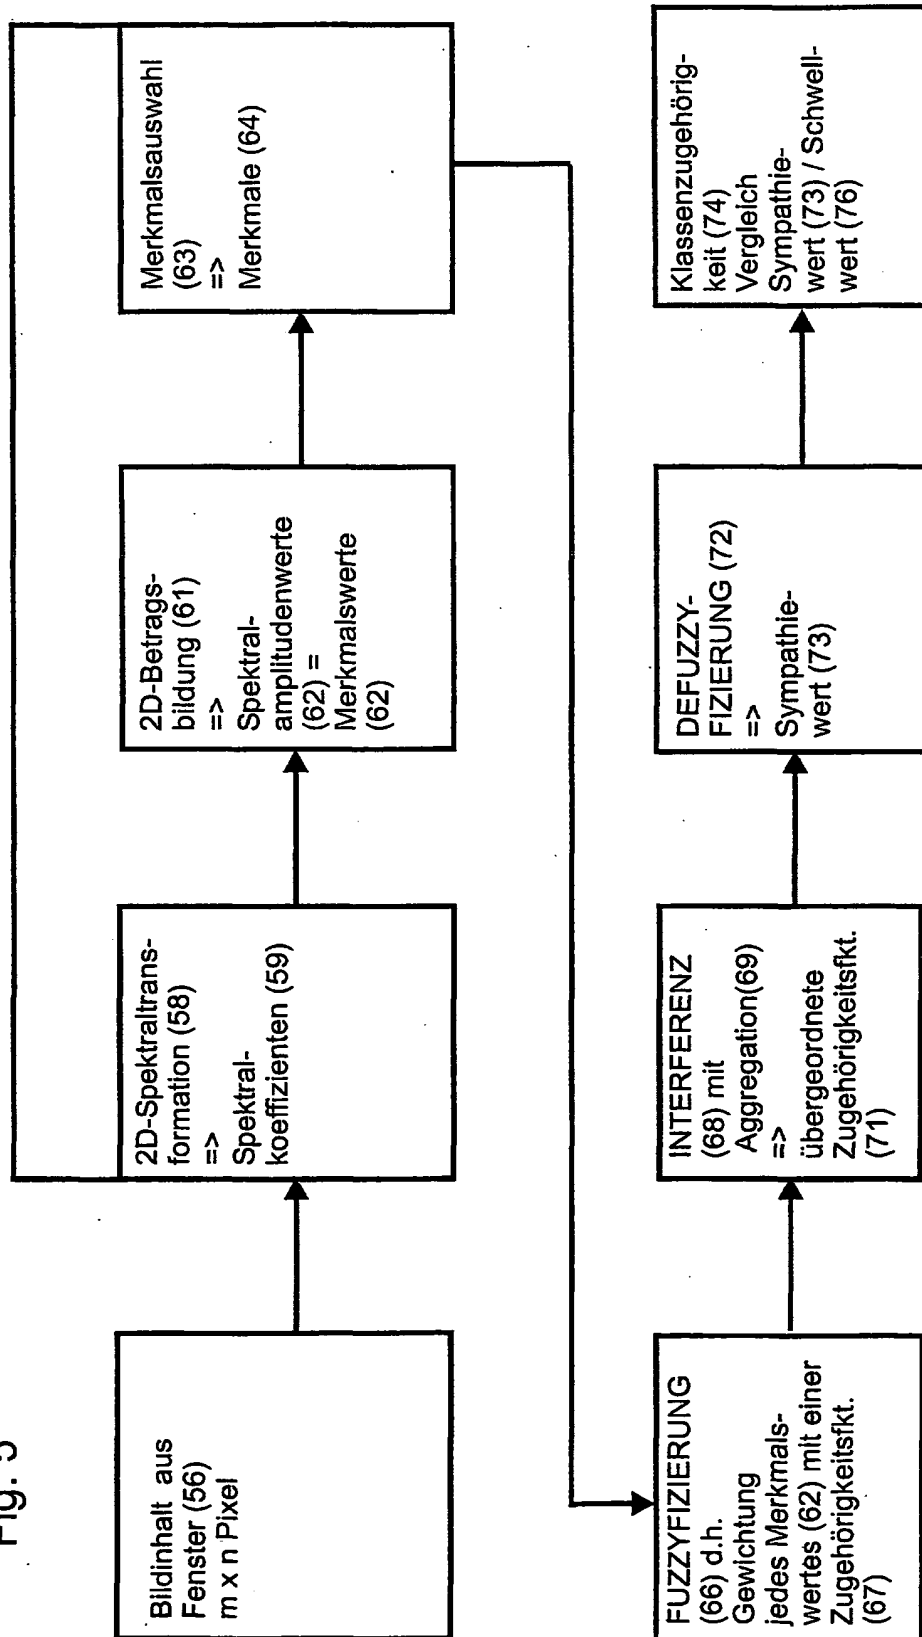 Fig. 5
Bildinhalt aus
Fenster (56)
m x n Pixel
2D-Spektraltrans-
formation (58)
=>
Spektral-
koeffizienten (59)
2D-Betrags-
bildung (61)
=>
Spektral-
amplitudenwerte
(62) =
Merkmalswerte
(62)
Merkmalsauswahl
(63)
=>
Merkmale (64)
FUZZYFIZIERUNG
(66) d.h.
Gewichtung
jedes Merkmals-
wertes (62) mit einer
Zugehörigkeitsfkt.
(67)
INTERFERENZ
(68) mit
Aggregation(69)
=>
übergeordnete
Zugehörigkeitsfkt.
(71)
DEFUZZY-
FIZIERUNG (72)
=>
Sympathie-
wert (73)
Klassenzugehörig-
keit (74)
Vergleich
Sympathie-
wert (73) / Schwell-
wert (76)